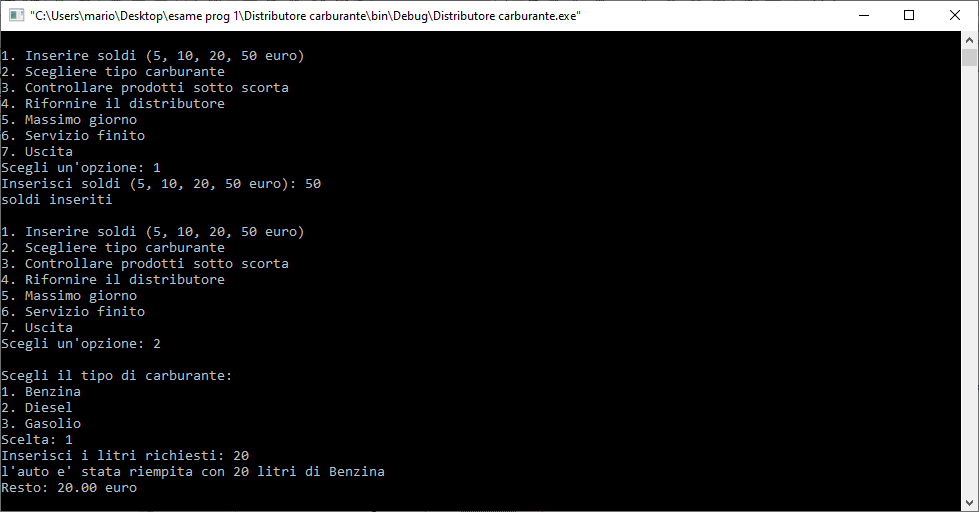 "C:\Users\mario\Desktop\esame prog 1\Distributore carburante\bin\Debug\Distributore carburante.exe"
1. Inserire soldi (5, 10, 20, 50 euro)
2. Scegliere tipo carburante
3. Controllare prodotti sotto scorta
4. Rifornire il distributore
5. Massimo giorno
6. Servizio finito
7. Uscita
Scegli un'opzione: 1
Inserisci soldi (5, 10, 20, 50 euro): 50
soldi inseriti
1. Inserire soldi (5, 10, 20, 50 euro)
2. Scegliere tipo carburante
3. Controllare prodotti sotto scorta
4. Rifornire il distributore
5. Massimo giorno
6. Servizio finito
7. Uscita
Scegli un'opzione: 2
Scegli il tipo di carburante:
1. Benzina
2. Diesel
3. Gasolio
Scelta: 1
Inserisci i litri richiesti: 20
l'auto e' stata riempita con 20 litri di Benzina
Resto: 20.00 euro